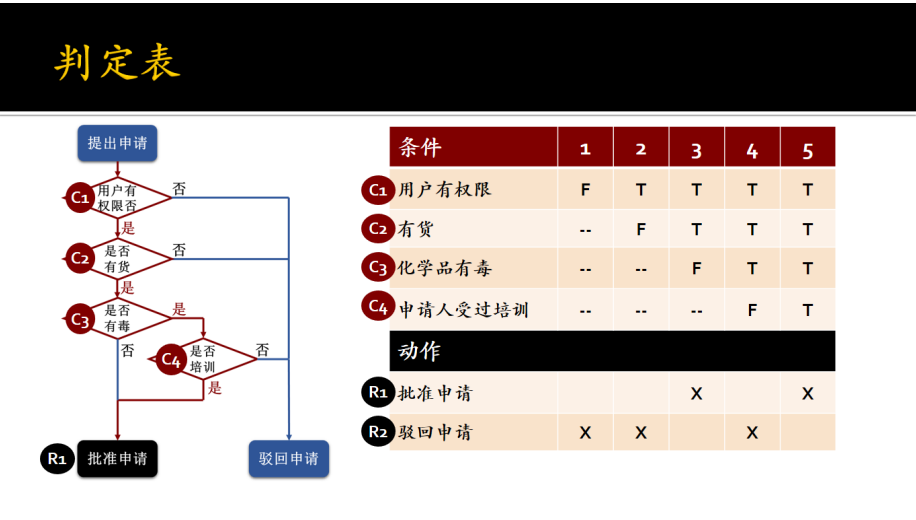 判定表
提出申请
C1
用户有
权限否
否
是
C2
是否
有货
否
是
C3
是否
有毒
是
否
C4
是否
培训
否
是
R1
批准申请
驳回申请
条件 1 2 3 4 5
C1 用户有权限 F T T T T
C2 有货 -- F T T T
C3 化学品有毒 -- -- F T T
C4 申请人受过培训 -- -- -- F T
动作
R1 批准申请 X X
R2 驳回申请 X X X